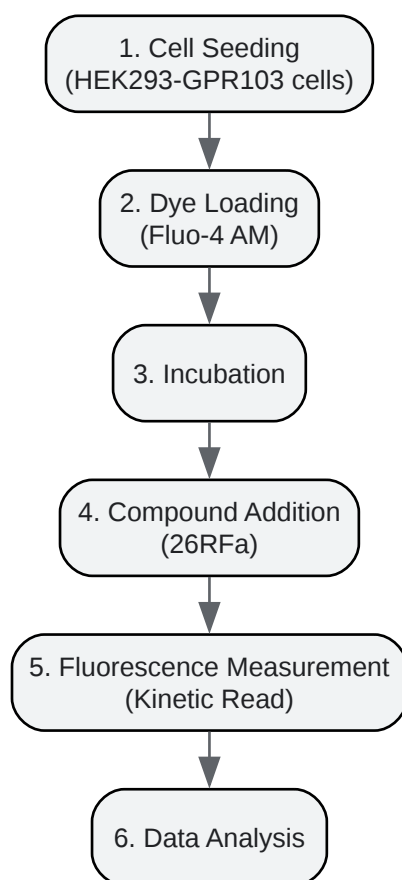 1. Cell Seeding
(HEK293-GPR103 cells)
2. Dye Loading
(Fluo-4 AM)
3. Incubation
4. Compound Addition
(26RFa)
5. Fluorescence Measurement
(Kinetic Read)
6. Data Analysis